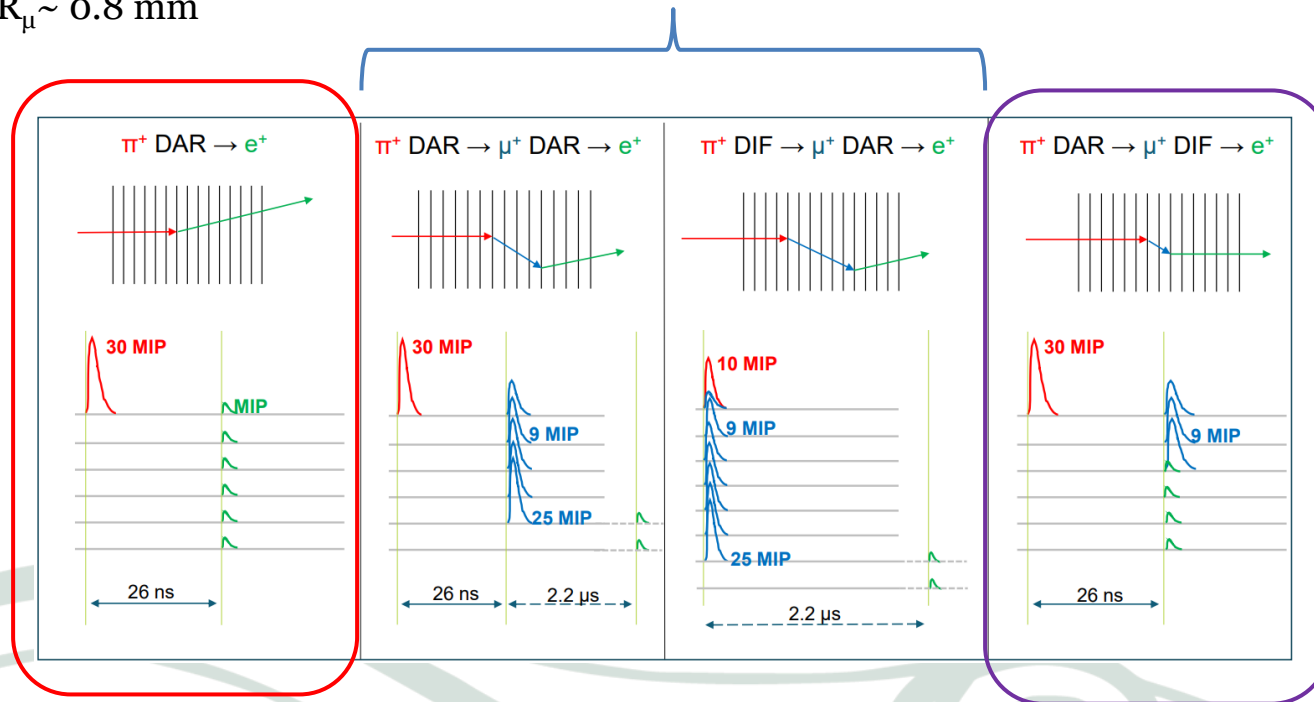 Rμ~ 0.8 mm
π⁺ DAR → e⁺
30 MIP
MIP
26 ns
π⁺ DAR → μ⁺ DAR → e⁺
30 MIP
9 MIP
25 MIP
26 ns
2.2 μs
π⁺ DIF → μ⁺ DAR → e⁺
10 MIP
9 MIP
25 MIP
2.2 μs
π⁺ DAR → μ⁺ DIF → e⁺
30 MIP
9 MIP
26 ns